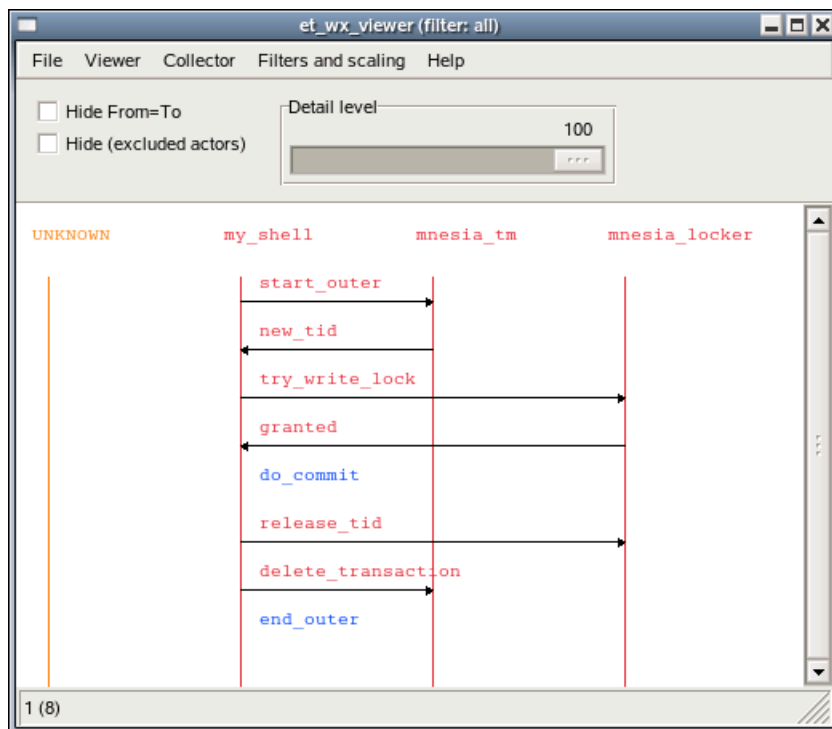 et_wx_viewer (filter: all)
File Viewer Collector Filters and scaling Help
Hide From=To
Hide (excluded actors)
Detail level
100
UNKNOWN my_shell mnesia_tm mnesia_locker
start_outer
new_tid
try_write_lock
granted
do_commit
release_tid
delete_transaction
end_outer
1 (8)